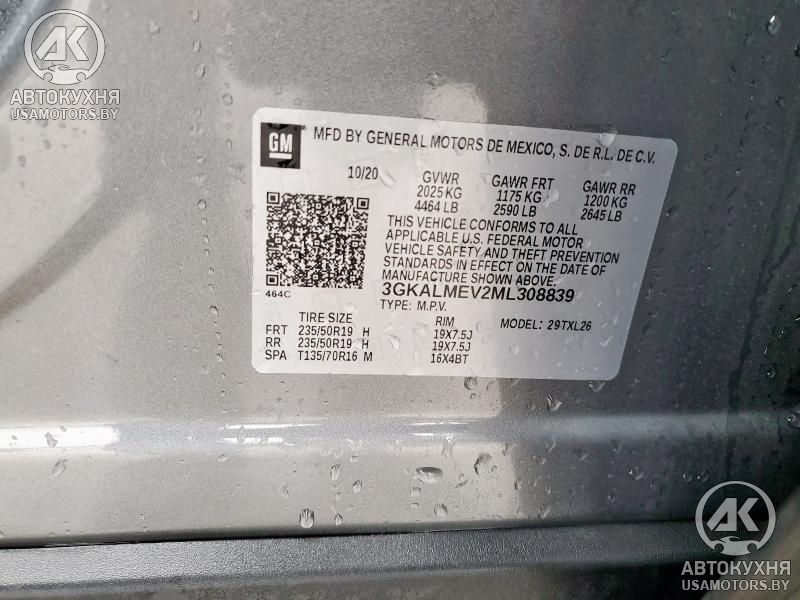 AK
АВТОКУХНЯ
USAMOTORS.BY
GM
MFD BY GENERAL MOTORS DE MEXICO, S. DE R.L. DE C.V.
10/20 GVWR GAWR FRT GAWR RR
2025 KG 1175 KG 1200 KG
4464 LB 2590 LB 2645 LB
THIS VEHICLE CONFORMS TO ALL
APPLICABLE U.S. FEDERAL MOTOR
VEHICLE SAFETY AND THEFT PREVENTION
STANDARDS IN EFFECT ON THE DATE OF
MANUFACTURE SHOWN ABOVE.
464C
3GKALMEV2ML308839
TYPE: M.P.V.
TIRE SIZE RIM MODEL: 29TXL26
FRT 235/50R19 H 19X7.5J
RR 235/50R19 H 19X7.5J
SPA T135/70R16 M 16X4BT
AK
АВТОКУХНЯ
USAMOTORS.BY